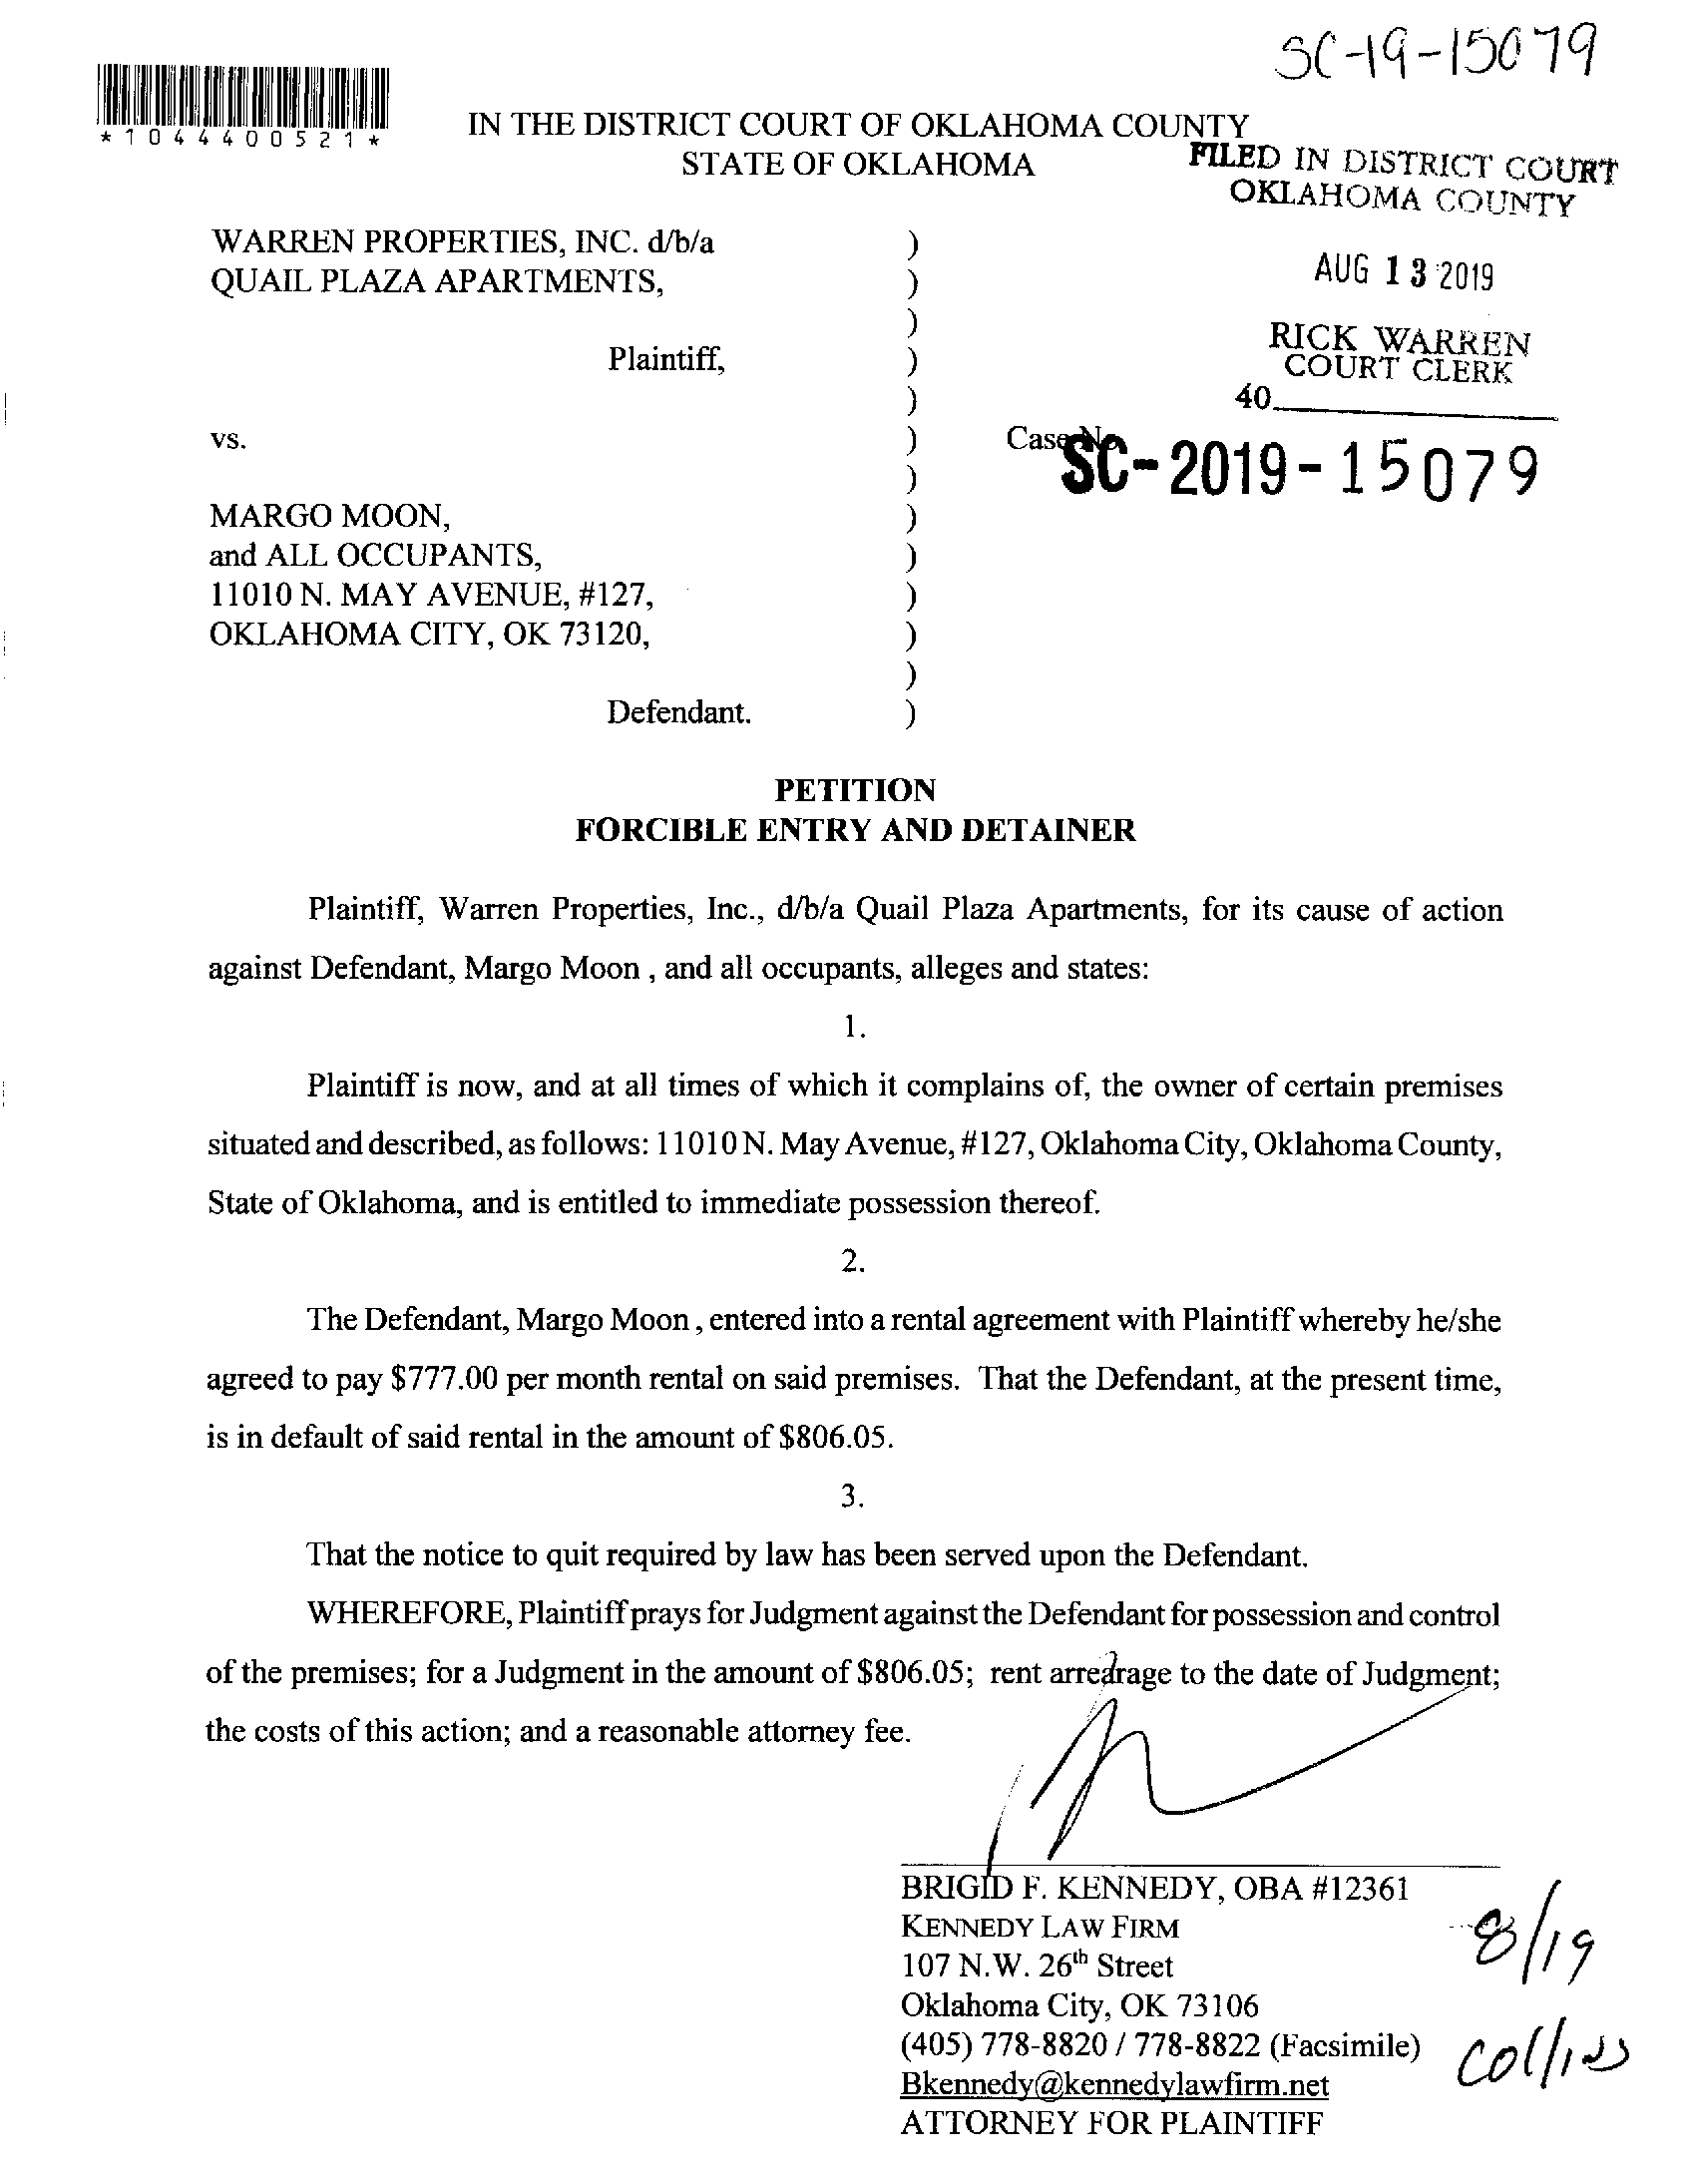 SC-19-15079
*1044400521*
IN THE DISTRICT COURT OF OKLAHOMA COUNTY
STATE OF OKLAHOMA
FILED IN DISTRICT COURT
OKLAHOMA COUNTY
WARREN PROPERTIES, INC. d/b/a )
QUAIL PLAZA APARTMENTS, )
AUG 13 2019
)
Plaintiff, )
RICK WARREN
COURT CLERK
40
)
vs. )
Case No.
SC-2019-15079
)
MARGO MOON, )
and ALL OCCUPANTS, )
11010 N. MAY AVENUE, #127, )
OKLAHOMA CITY, OK 73120, )
)
Defendant. )
PETITION
FORCIBLE ENTRY AND DETAINER
Plaintiff, Warren Properties, Inc., d/b/a Quail Plaza Apartments, for its cause of action
against Defendant, Margo Moon , and all occupants, alleges and states:
1.
Plaintiff is now, and at all times of which it complains of, the owner of certain premises
situated and described, as follows: 11010 N. May Avenue, #127, Oklahoma City, Oklahoma County,
State of Oklahoma, and is entitled to immediate possession thereof.
2.
The Defendant, Margo Moon , entered into a rental agreement with Plaintiff whereby he/she
agreed to pay $777.00 per month rental on said premises. That the Defendant, at the present time,
is in default of said rental in the amount of $806.05.
3.
That the notice to quit required by law has been served upon the Defendant.
WHEREFORE, Plaintiff prays for Judgment against the Defendant for possession and control
of the premises; for a Judgment in the amount of $806.05; rent arrearage to the date of Judgment;
the costs of this action; and a reasonable attorney fee.
BRIGID F. KENNEDY, OBA #12361
KENNEDY LAW FIRM
107 N.W. 26th Street
Oklahoma City, OK 73106
(405) 778-8820 / 778-8822 (Facsimile)
Bkennedy@kennedylawfirm.net
ATTORNEY FOR PLAINTIFF
8/19